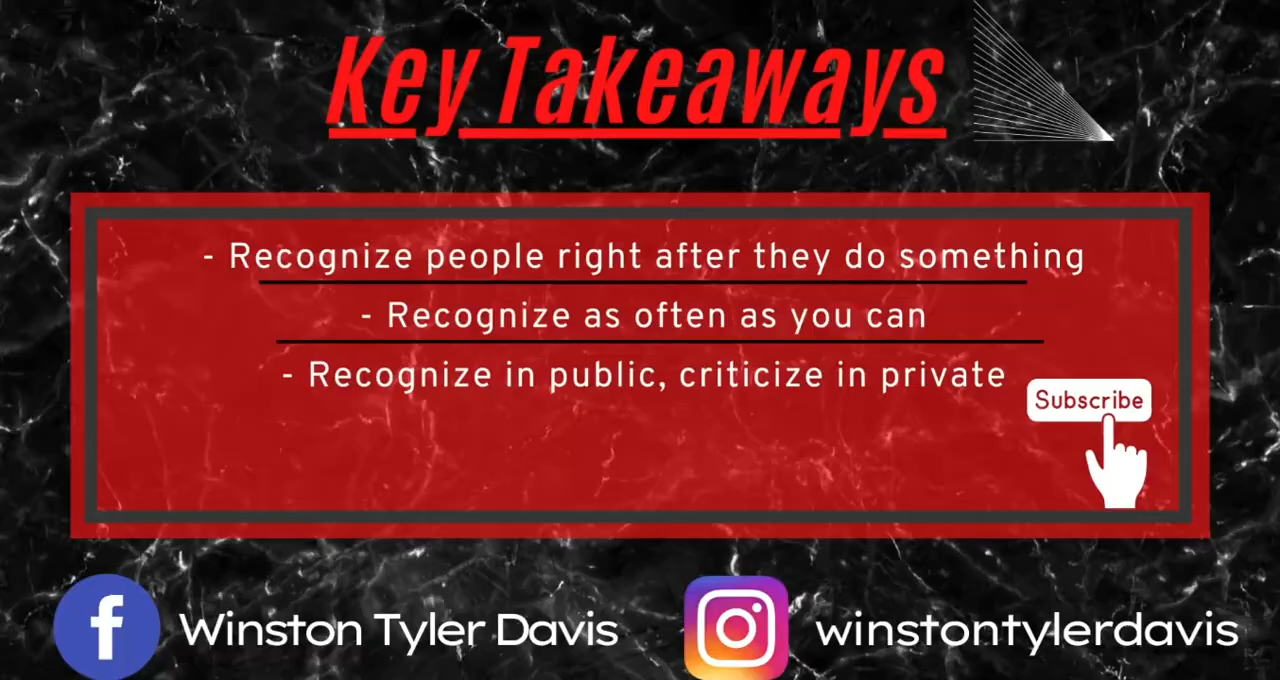 Key Takeaways
- Recognize people right after they do something
- Recognize as often as you can
- Recognize in public, criticize in private
Subscribe
Winston Tyler Davis
winstontylerdavis